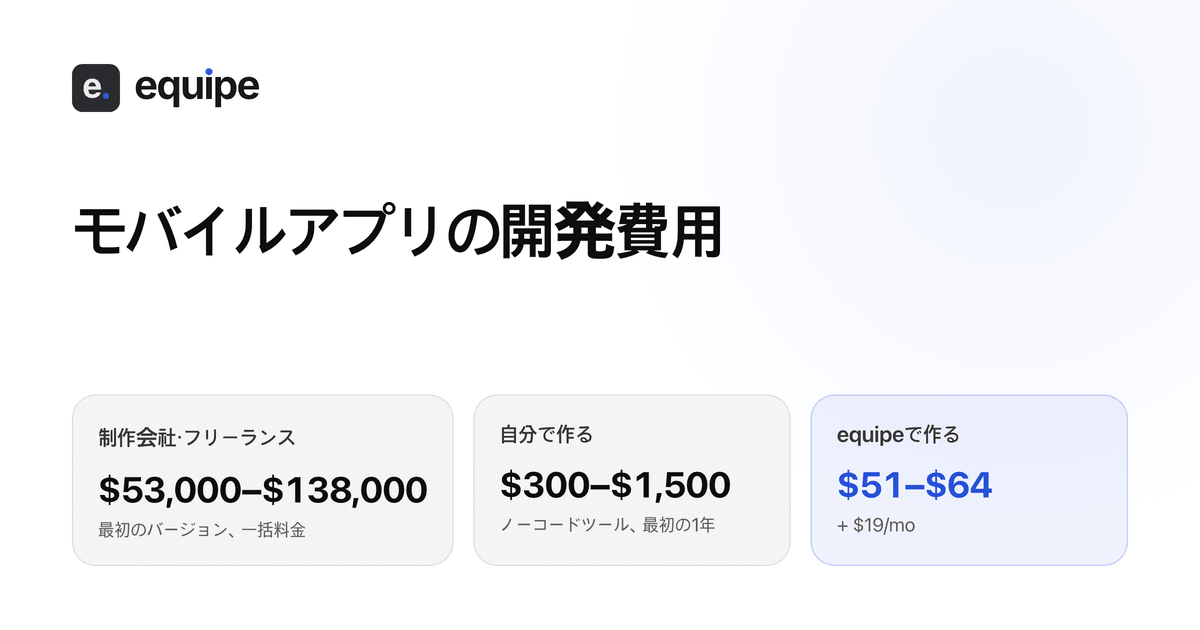 e. equipe
モバイルアプリの開発費用
制作会社·フリーランス
$53,000–$138,000
最初のバージョン、一括料金
自分で作る
$300–$1,500
ノーコードツール、最初の1年
equipeで作る
$51–$64
+ $19/mo